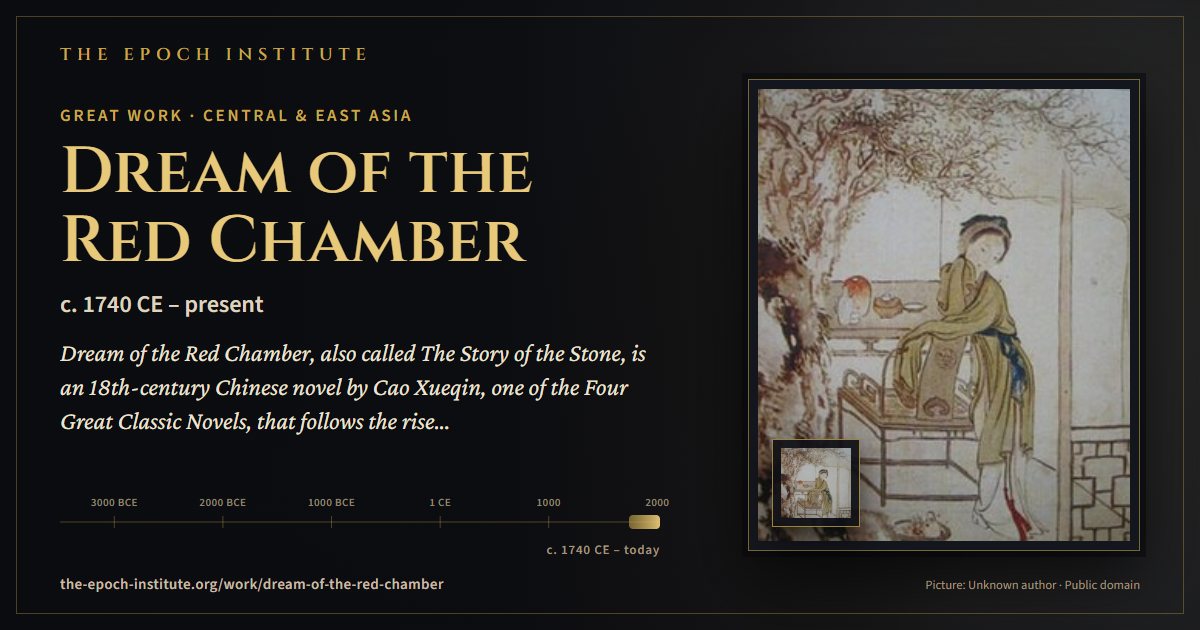 THE EPOCH INSTITUTE
GREAT WORK · CENTRAL & EAST ASIA
DREAM OF THE
RED CHAMBER
c. 1740 CE – present
Dream of the Red Chamber, also called The Story of the Stone, is
an 18th-century Chinese novel by Cao Xueqin, one of the Four
Great Classic Novels, that follows the rise...
3000 BCE 2000 BCE 1000 BCE 1 CE 1000 2000
c. 1740 CE – today
the-epoch-institute.org/work/dream-of-the-red-chamber
Picture: Unknown author · Public domain